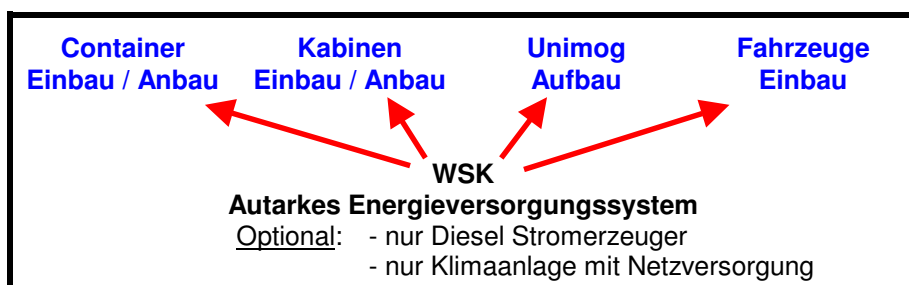 Container Kabinen Unimog Fahrzeuge
Einbau / Anbau Einbau / Anbau Aufbau Einbau
WSK
Autarkes Energieversorgungssystem
Optional: - nur Diesel Stromerzeuger
- nur Klimaanlage mit Netzversorgung